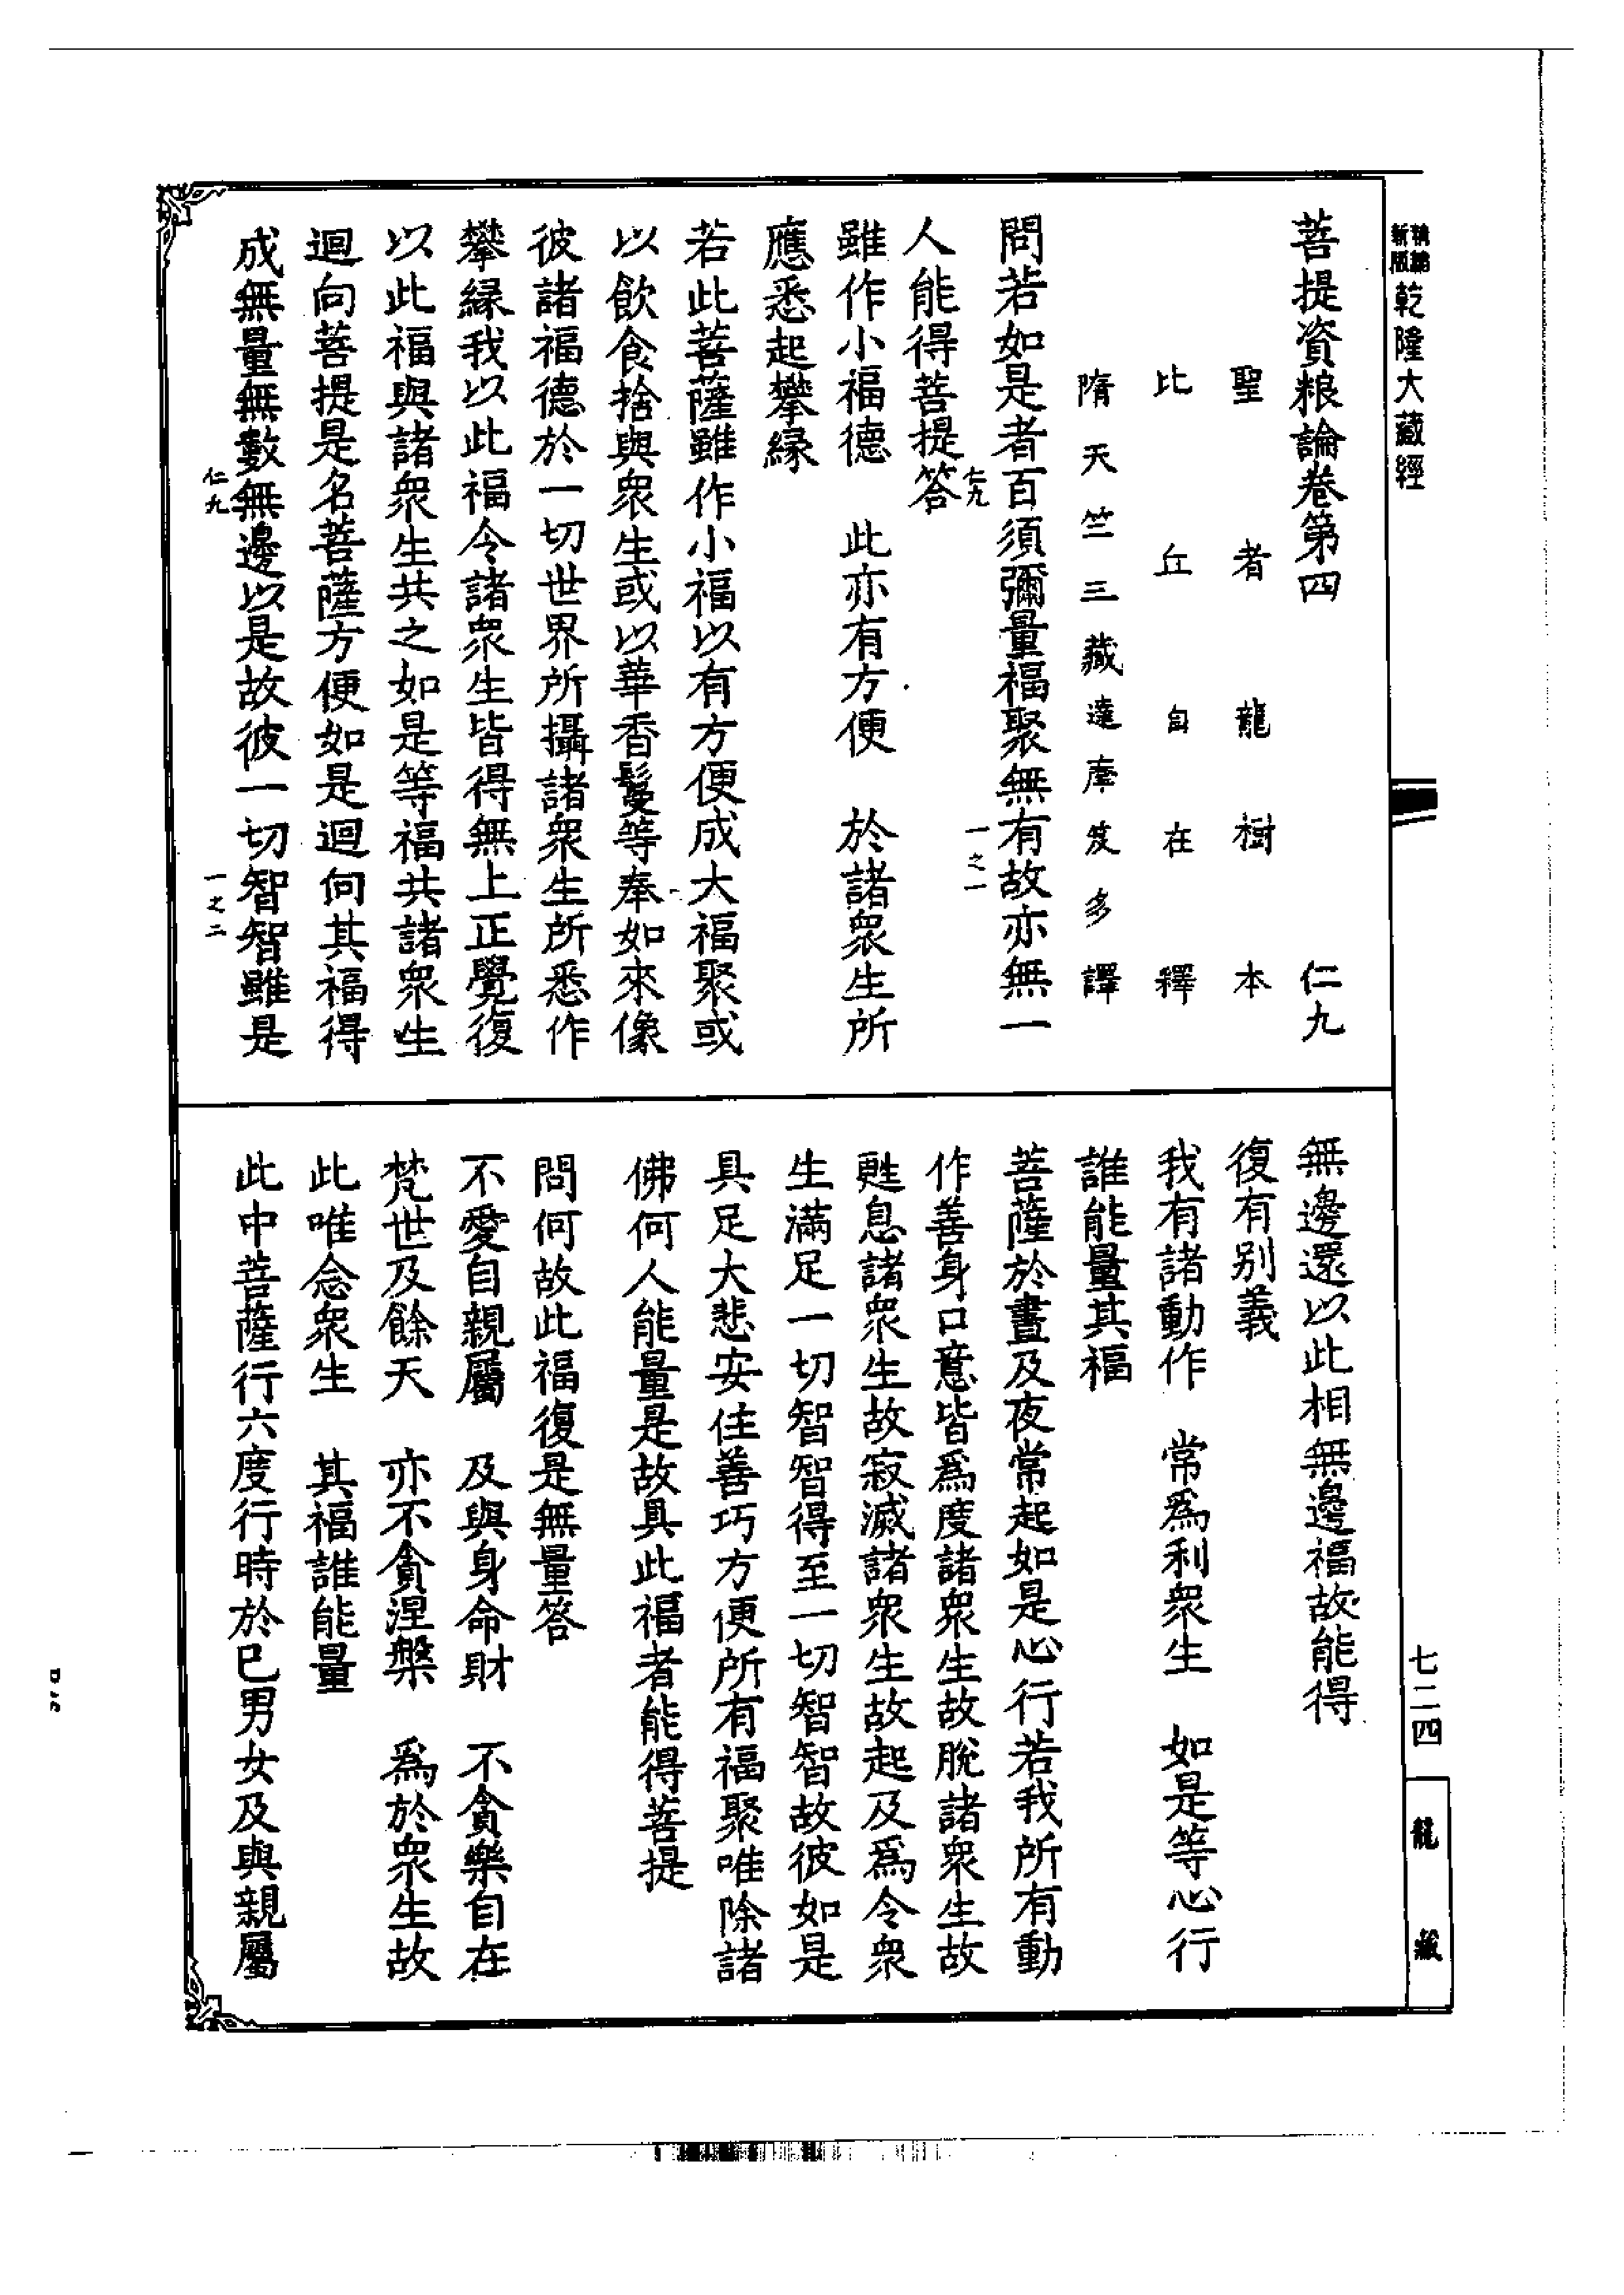 新編
新版
乾隆大藏經
菩提資粮論卷第四 仁九
聖者龍樹本
比丘自在釋
隋天竺三藏達摩笈多譯
問若如是者百須彌量福聚無有故亦無一
仁九 一之一
人能得菩提答
雖作小福德 此亦有方便 於諸衆生所
應悉起攀緣
若此菩薩雖作小福以有方便成大福聚或
以飲食捨與衆生或以華香鬘等奉如來像
彼諸福德於一切世界所攝諸衆生所悉作
攀緣我以此福令諸衆生皆得無上正覺復
以此福與諸衆生共之如是等福共諸衆生
迴向菩提是名菩薩方便如是迴向其福得
成無量無數無邊以是故彼一切智智雖是
仁九 一之二
無邊還以此相無邊福故能得
復有別義
我有諸動作 常爲利衆生 如是等心行
誰能量其福
菩薩於晝及夜常起如是心行若我所有動
作善身口意皆爲度諸衆生故脫諸衆生故
甦息諸衆生故寂滅諸衆生故起及爲令衆
生滿足一切智智得至一切智智故彼如是
具足大悲安住善巧方便所有福聚唯除諸
佛何人能量是故具此福者能得菩提
問何故此福復是無量答
不愛自親屬 及與身命財 不貪樂自在
梵世及餘天 亦不貪涅槃 爲於衆生故
此唯念衆生 其福誰能量
此中菩薩行六度行時於已男女及與親屬
七二四
龍藏